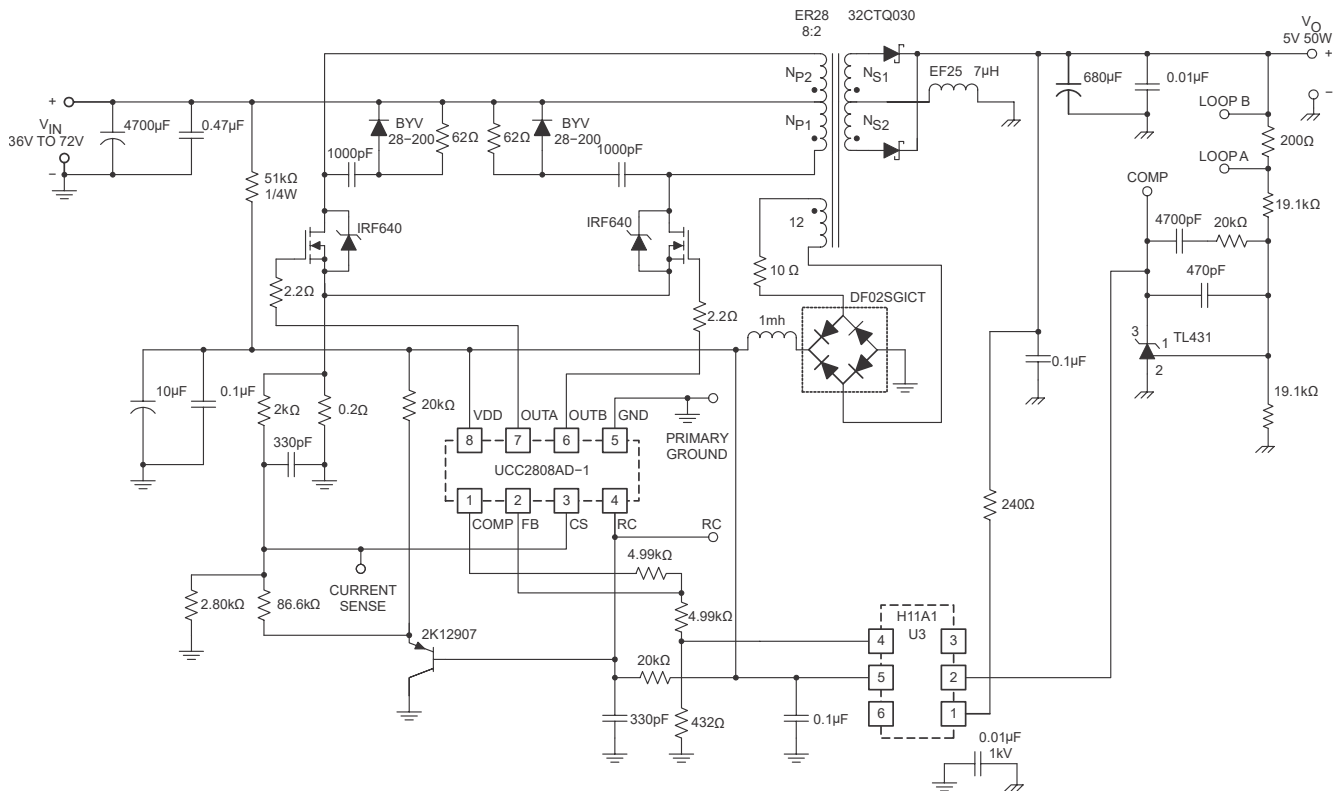 ER28
8:2
32CTQ030
VO
5V 50W
+
−
NP2
NS1
NP1
NS2
EF25 7µH
680µF
0.01µF
LOOP B
200Ω
LOOP A
+
VIN
36V TO 72V
−
4700µF
0.47µF
BYV
28−200
62Ω
62Ω
BYV
28−200
1000pF
1000pF
51kΩ
1/4W
COMP
19.1kΩ
4700pF
20kΩ
IRF640
IRF640
12
10 Ω
470pF
2.2Ω
2.2Ω
DF02SGICT
1mh
3
1
TL431
2
0.1µF
10µF
0.1µF
2kΩ
0.2Ω
20kΩ
19.1kΩ
330pF
VDD
OUTA
OUTB
GND
8
7
6
5
PRIMARY
GROUND
UCC2808AD−1
1
2
3
4
COMP
FB
CS
RC
RC
240Ω
4.99kΩ
CURRENT
SENSE
2.80kΩ
86.6kΩ
4.99kΩ
H11A1
U3
2K12907
4
3
20kΩ
5
2
6
1
330pF
432Ω
0.1µF
0.01µF
1kV